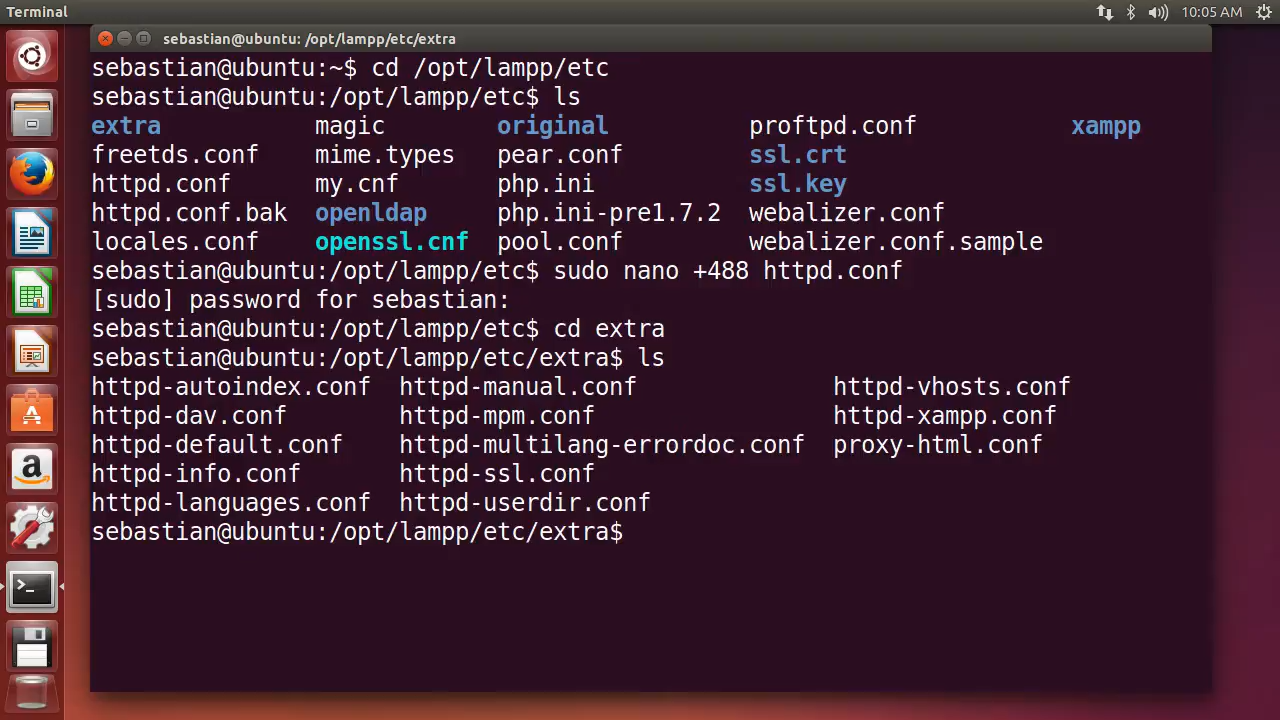 Terminal
10:05 AM
sebastian@ubuntu: /opt/lampp/etc/extra
sebastian@ubuntu:~$ cd /opt/lampp/etc
sebastian@ubuntu:/opt/lampp/etc$ ls
extra magic original proftpd.conf xampp
freetds.conf mime.types pear.conf ssl.crt
httpd.conf my.cnf php.ini ssl.key
httpd.conf.bak openldap php.ini-pre1.7.2 webalizer.conf
locales.conf openssl.cnf pool.conf webalizer.conf.sample
sebastian@ubuntu:/opt/lampp/etc$ sudo nano +488 httpd.conf
[sudo] password for sebastian:
sebastian@ubuntu:/opt/lampp/etc$ cd extra
sebastian@ubuntu:/opt/lampp/etc/extra$ ls
httpd-autoindex.conf httpd-manual.conf httpd-vhosts.conf
httpd-dav.conf httpd-mpm.conf httpd-xampp.conf
httpd-default.conf httpd-multilang-errordoc.conf proxy-html.conf
httpd-info.conf httpd-ssl.conf
httpd-languages.conf httpd-userdir.conf
sebastian@ubuntu:/opt/lampp/etc/extra$